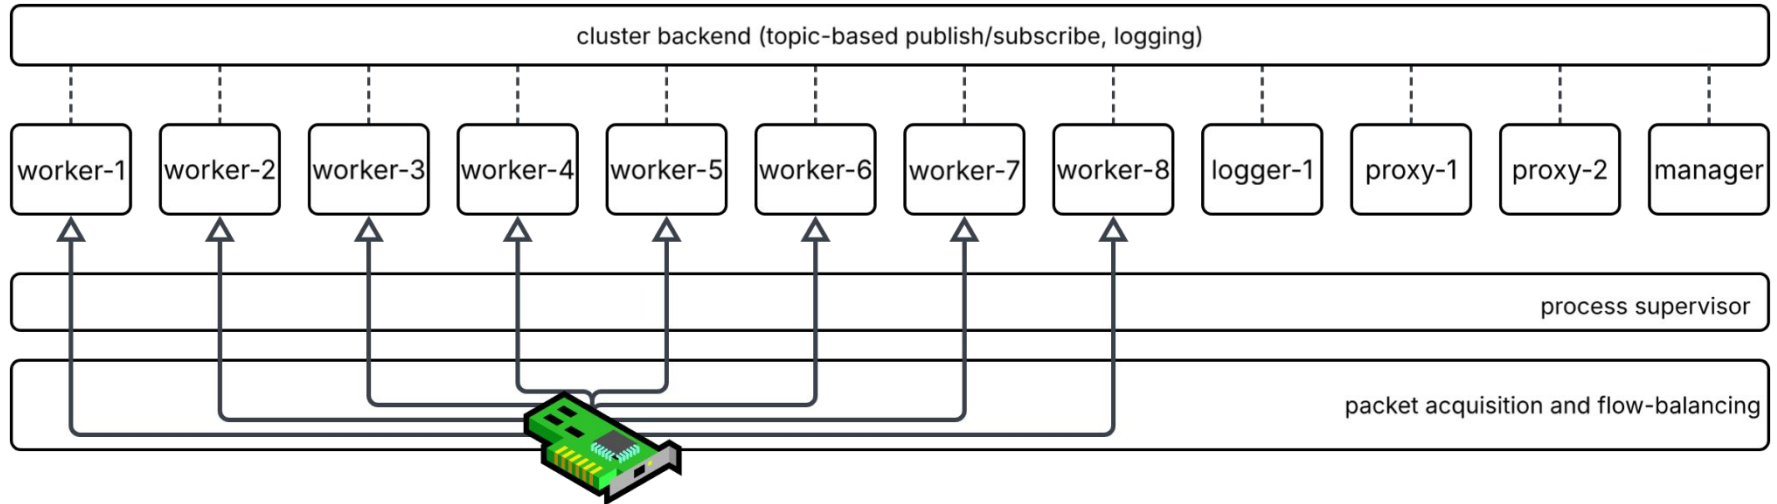 cluster backend (topic-based publish/subscribe, logging)
worker-1 worker-2 worker-3 worker-4 worker-5 worker-6 worker-7 worker-8 logger-1 proxy-1 proxy-2 manager
process supervisor
packet acquisition and flow-balancing